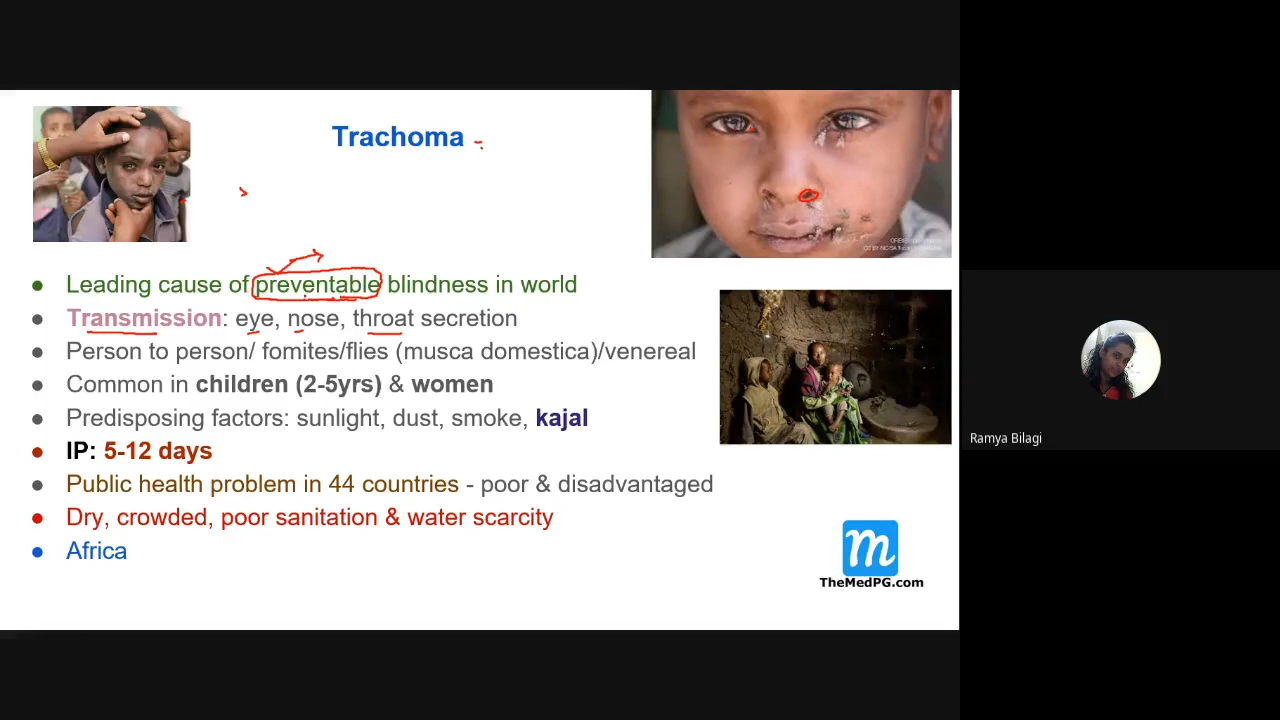 Trachoma
Leading cause of preventable blindness in world
Transmission: eye, nose, throat secretion
Person to person/ fomites/flies (musca domestica)/venereal
Common in children (2-5yrs) & women
Predisposing factors: sunlight, dust, smoke, kajal
IP: 5-12 days
Public health problem in 44 countries - poor & disadvantaged
Dry, crowded, poor sanitation & water scarcity
Africa
m
TheMedPG.com
Ramya Bilagi